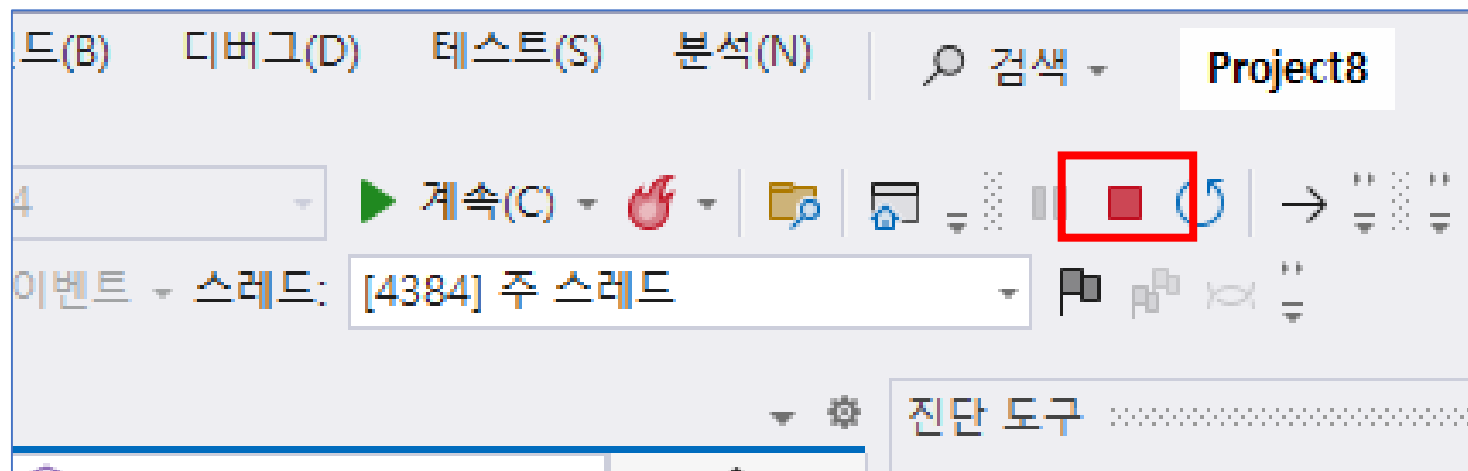 드(B) 디버그(D) 테스트(S) 분석(N) 검색 Project8
4 계속(C)
이벤트 스레드: [4384] 주 스레드
진단 도구